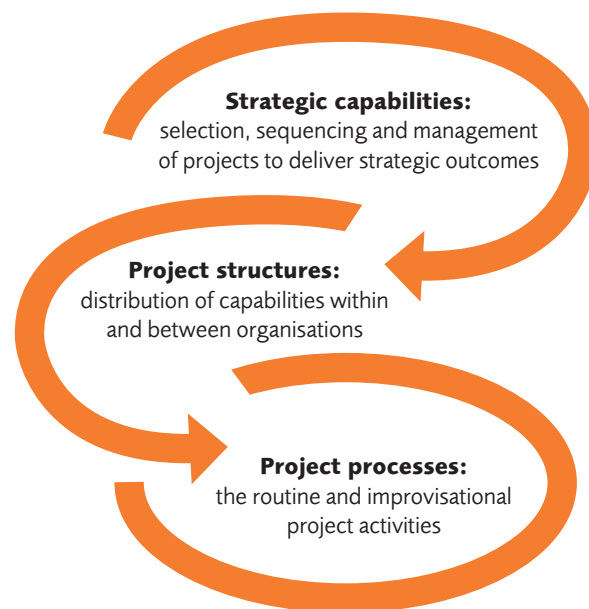 Strategic capabilities:
selection, sequencing and management
of projects to deliver strategic outcomes
Project structures:
distribution of capabilities within
and between organisations
Project processes:
the routine and improvisational
project activities